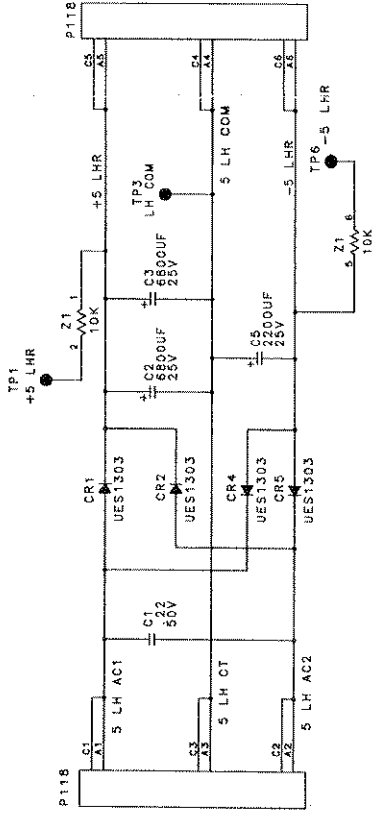 P118
C5
A5
C4
A4
C6
A6
+5 LHR
TP3
LH COM
5 LH COM
-5 LHR
TP6
-5 LHR
TP1
+5 LHR
Z1
10K
2
1
Z1
10K
5
6
C3
6800UF
25V
C2
6800UF
25V
C5
2200UF
25V
CR1
UES1303
CR2
UES1303
CR4
UES1303
CR5
UES1303
C1
.22
50V
5 LH AC1
5 LH CT
5 LH AC2
C1
A1
C3
A3
C2
A2
P118